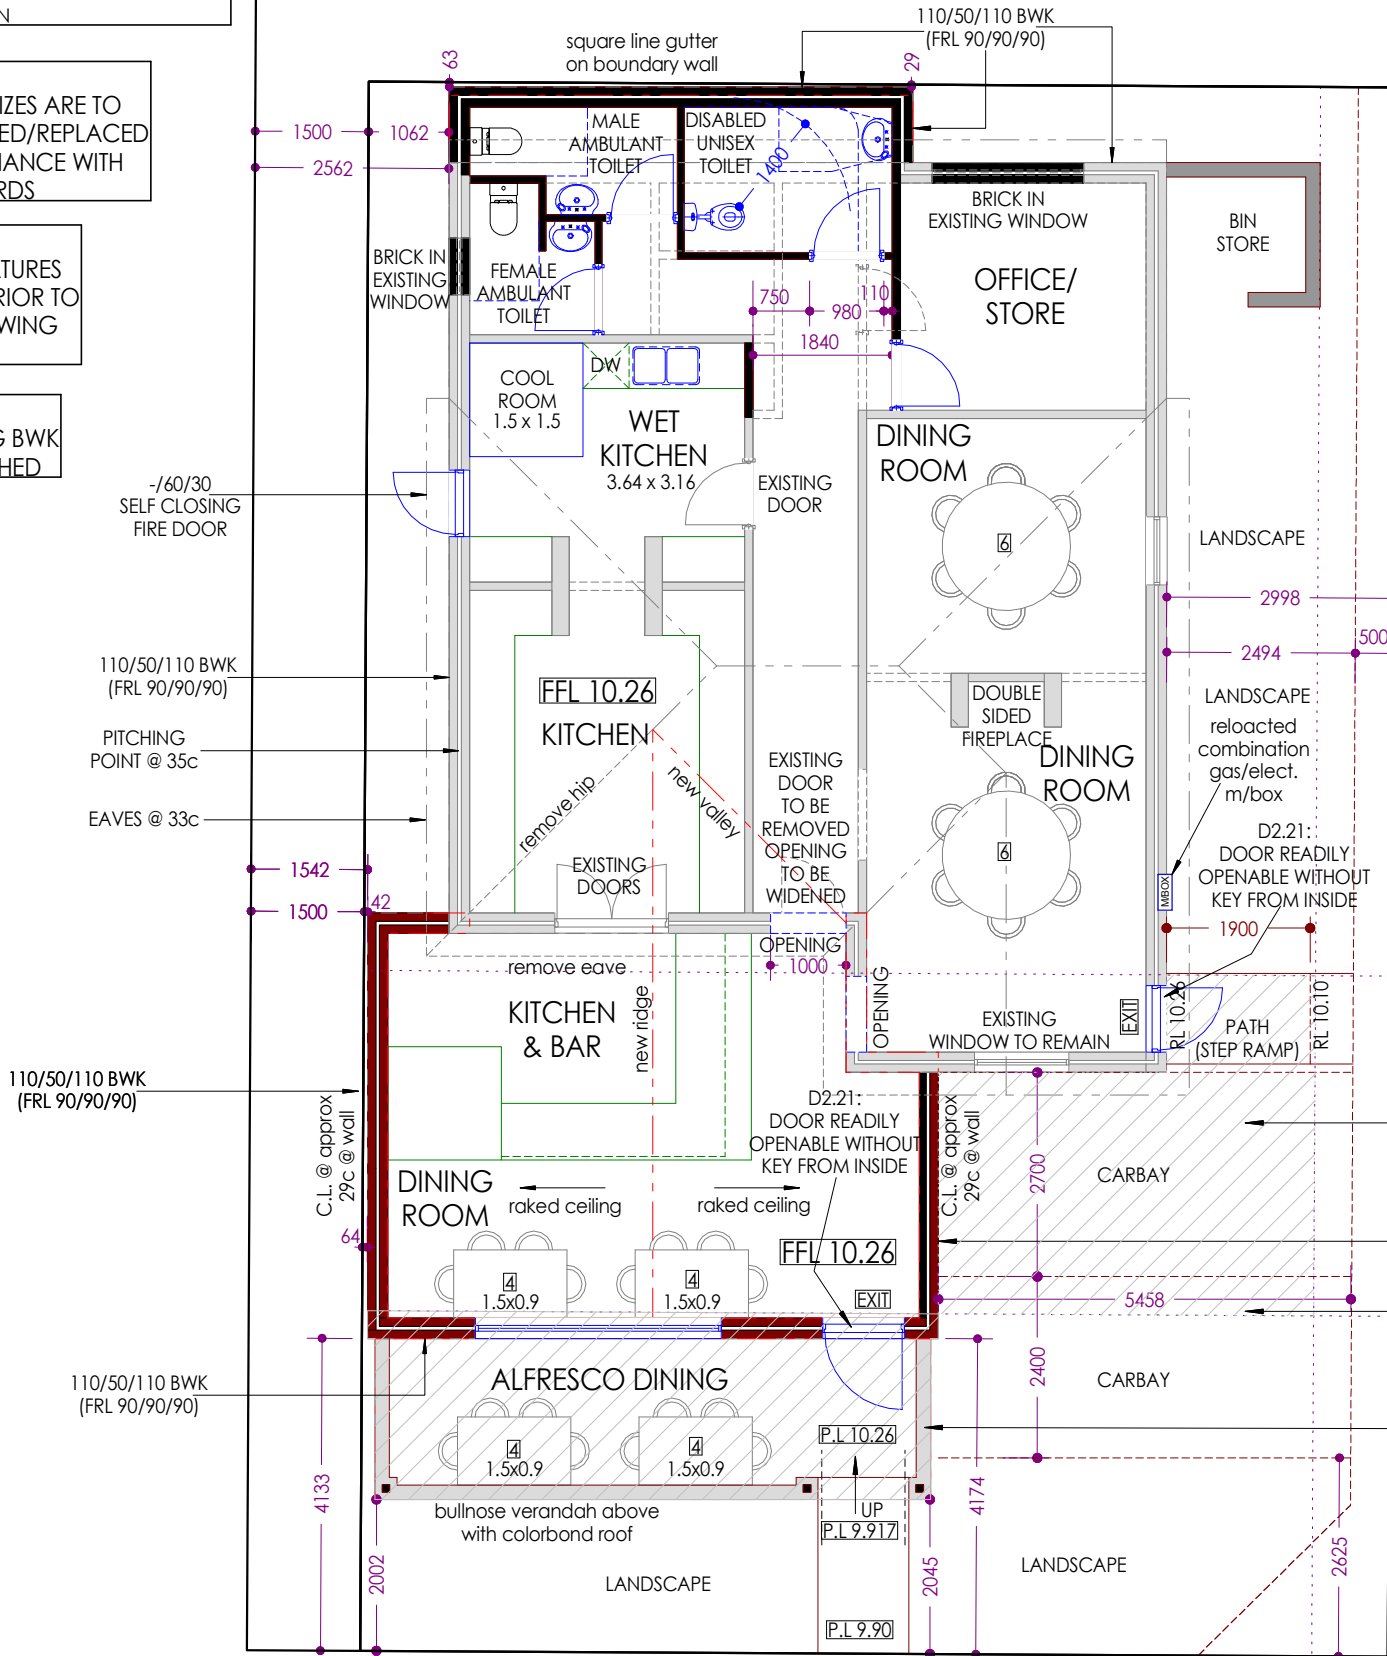 N
IZES ARE TO
ED/REPLACED
IANCE WITH
RDS
ATURES
RIOR TO
WING
G BWK
HED
square line gutter
on boundary wall
110/50/110 BWK
(FRL 90/90/90)
63
29
1500
1062
2562
MALE
AMBULANT
TOILET
DISABLED
UNISEX
TOILET
1400
BRICK IN
EXISTING WINDOW
BIN
STORE
BRICK IN
EXISTING
WINDOW
FEMALE
AMBULANT
TOILET
OFFICE/
STORE
750
980
110
1840
DW
COOL
ROOM
1.5 x 1.5
WET
KITCHEN
3.64 x 3.16
DINING
ROOM
EXISTING
DOOR
-/60/30
SELF CLOSING
FIRE DOOR
6
LANDSCAPE
2998
500
2494
110/50/110 BWK
(FRL 90/90/90)
FFL 10.26
KITCHEN
DOUBLE
SIDED
FIREPLACE
LANDSCAPE
reloacted
combination
gas/elect.
m/box
PITCHING
POINT @ 35c
EAVES @ 33c
remove hip
new valley
EXISTING
DOOR
TO BE
REMOVED
OPENING
TO BE
WIDENED
DINING
ROOM
6
D2.21:
DOOR READILY
OPENABLE WITHOUT
KEY FROM INSIDE
M/BOX
EXISTING
DOORS
1542
1500
42
1900
OPENING
1000
remove eave
new ridge
OPENING
KITCHEN
& BAR
EXISTING
WINDOW TO REMAIN
EXIT
RL 10.26
PATH
(STEP RAMP)
RL 10.10
110/50/110 BWK
(FRL 90/90/90)
C.L. @ approx
29c @ wall
D2.21:
DOOR READILY
OPENABLE WITHOUT
KEY FROM INSIDE
C.L. @ approx
29c @ wall
2700
CARBAY
DINING
ROOM
raked ceiling
raked ceiling
64
FFL 10.26
4
1.5x0.9
4
1.5x0.9
EXIT
5458
2400
CARBAY
110/50/110 BWK
(FRL 90/90/90)
ALFRESCO DINING
4
1.5x0.9
4
1.5x0.9
P.L 10.26
UP
P.L 9.917
bullnose verandah above
with colorbond roof
4133
2002
2045
4174
2625
LANDSCAPE
LANDSCAPE
P.L 9.90